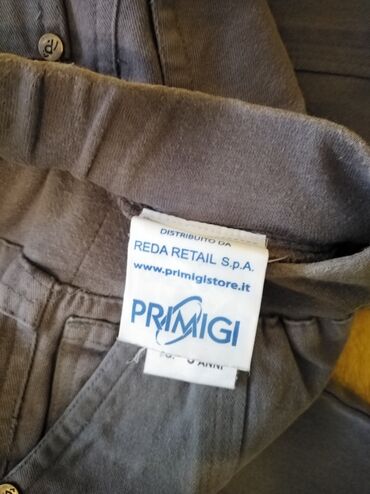 DISTRIBUITO DA
REDA RETAIL S.p.A.
www.primigistore.it
PRIMIGI
ANNI